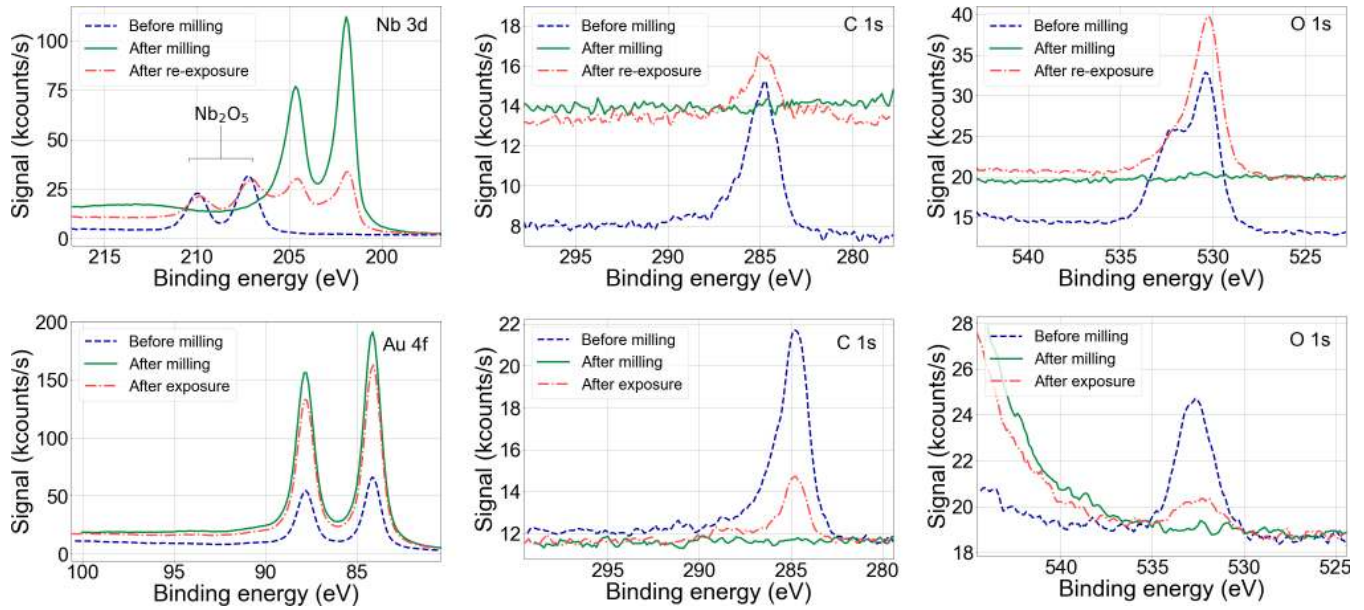 Nb 3d
Before milling
After milling
After re-exposure
Nb₂O₅
Signal (kcounts/s)
100
75
50
25
0
215
210
205
200
Binding energy (eV)
C 1s
Before milling
After milling
After re-exposure
Signal (kcounts/s)
18
16
14
12
10
8
295
290
285
280
Binding energy (eV)
O 1s
Before milling
After milling
After re-exposure
Signal (kcounts/s)
40
35
30
25
20
15
540
535
530
525
Binding energy (eV)
Au 4f
Before milling
After milling
After exposure
Signal (kcounts/s)
200
150
100
50
0
100
95
90
85
Binding energy (eV)
C 1s
Before milling
After milling
After exposure
Signal (kcounts/s)
22
20
18
16
14
12
295
290
285
280
Binding energy (eV)
O 1s
Before milling
After milling
After exposure
Signal (kcounts/s)
28
26
24
22
20
18
540
535
530
525
Binding energy (eV)